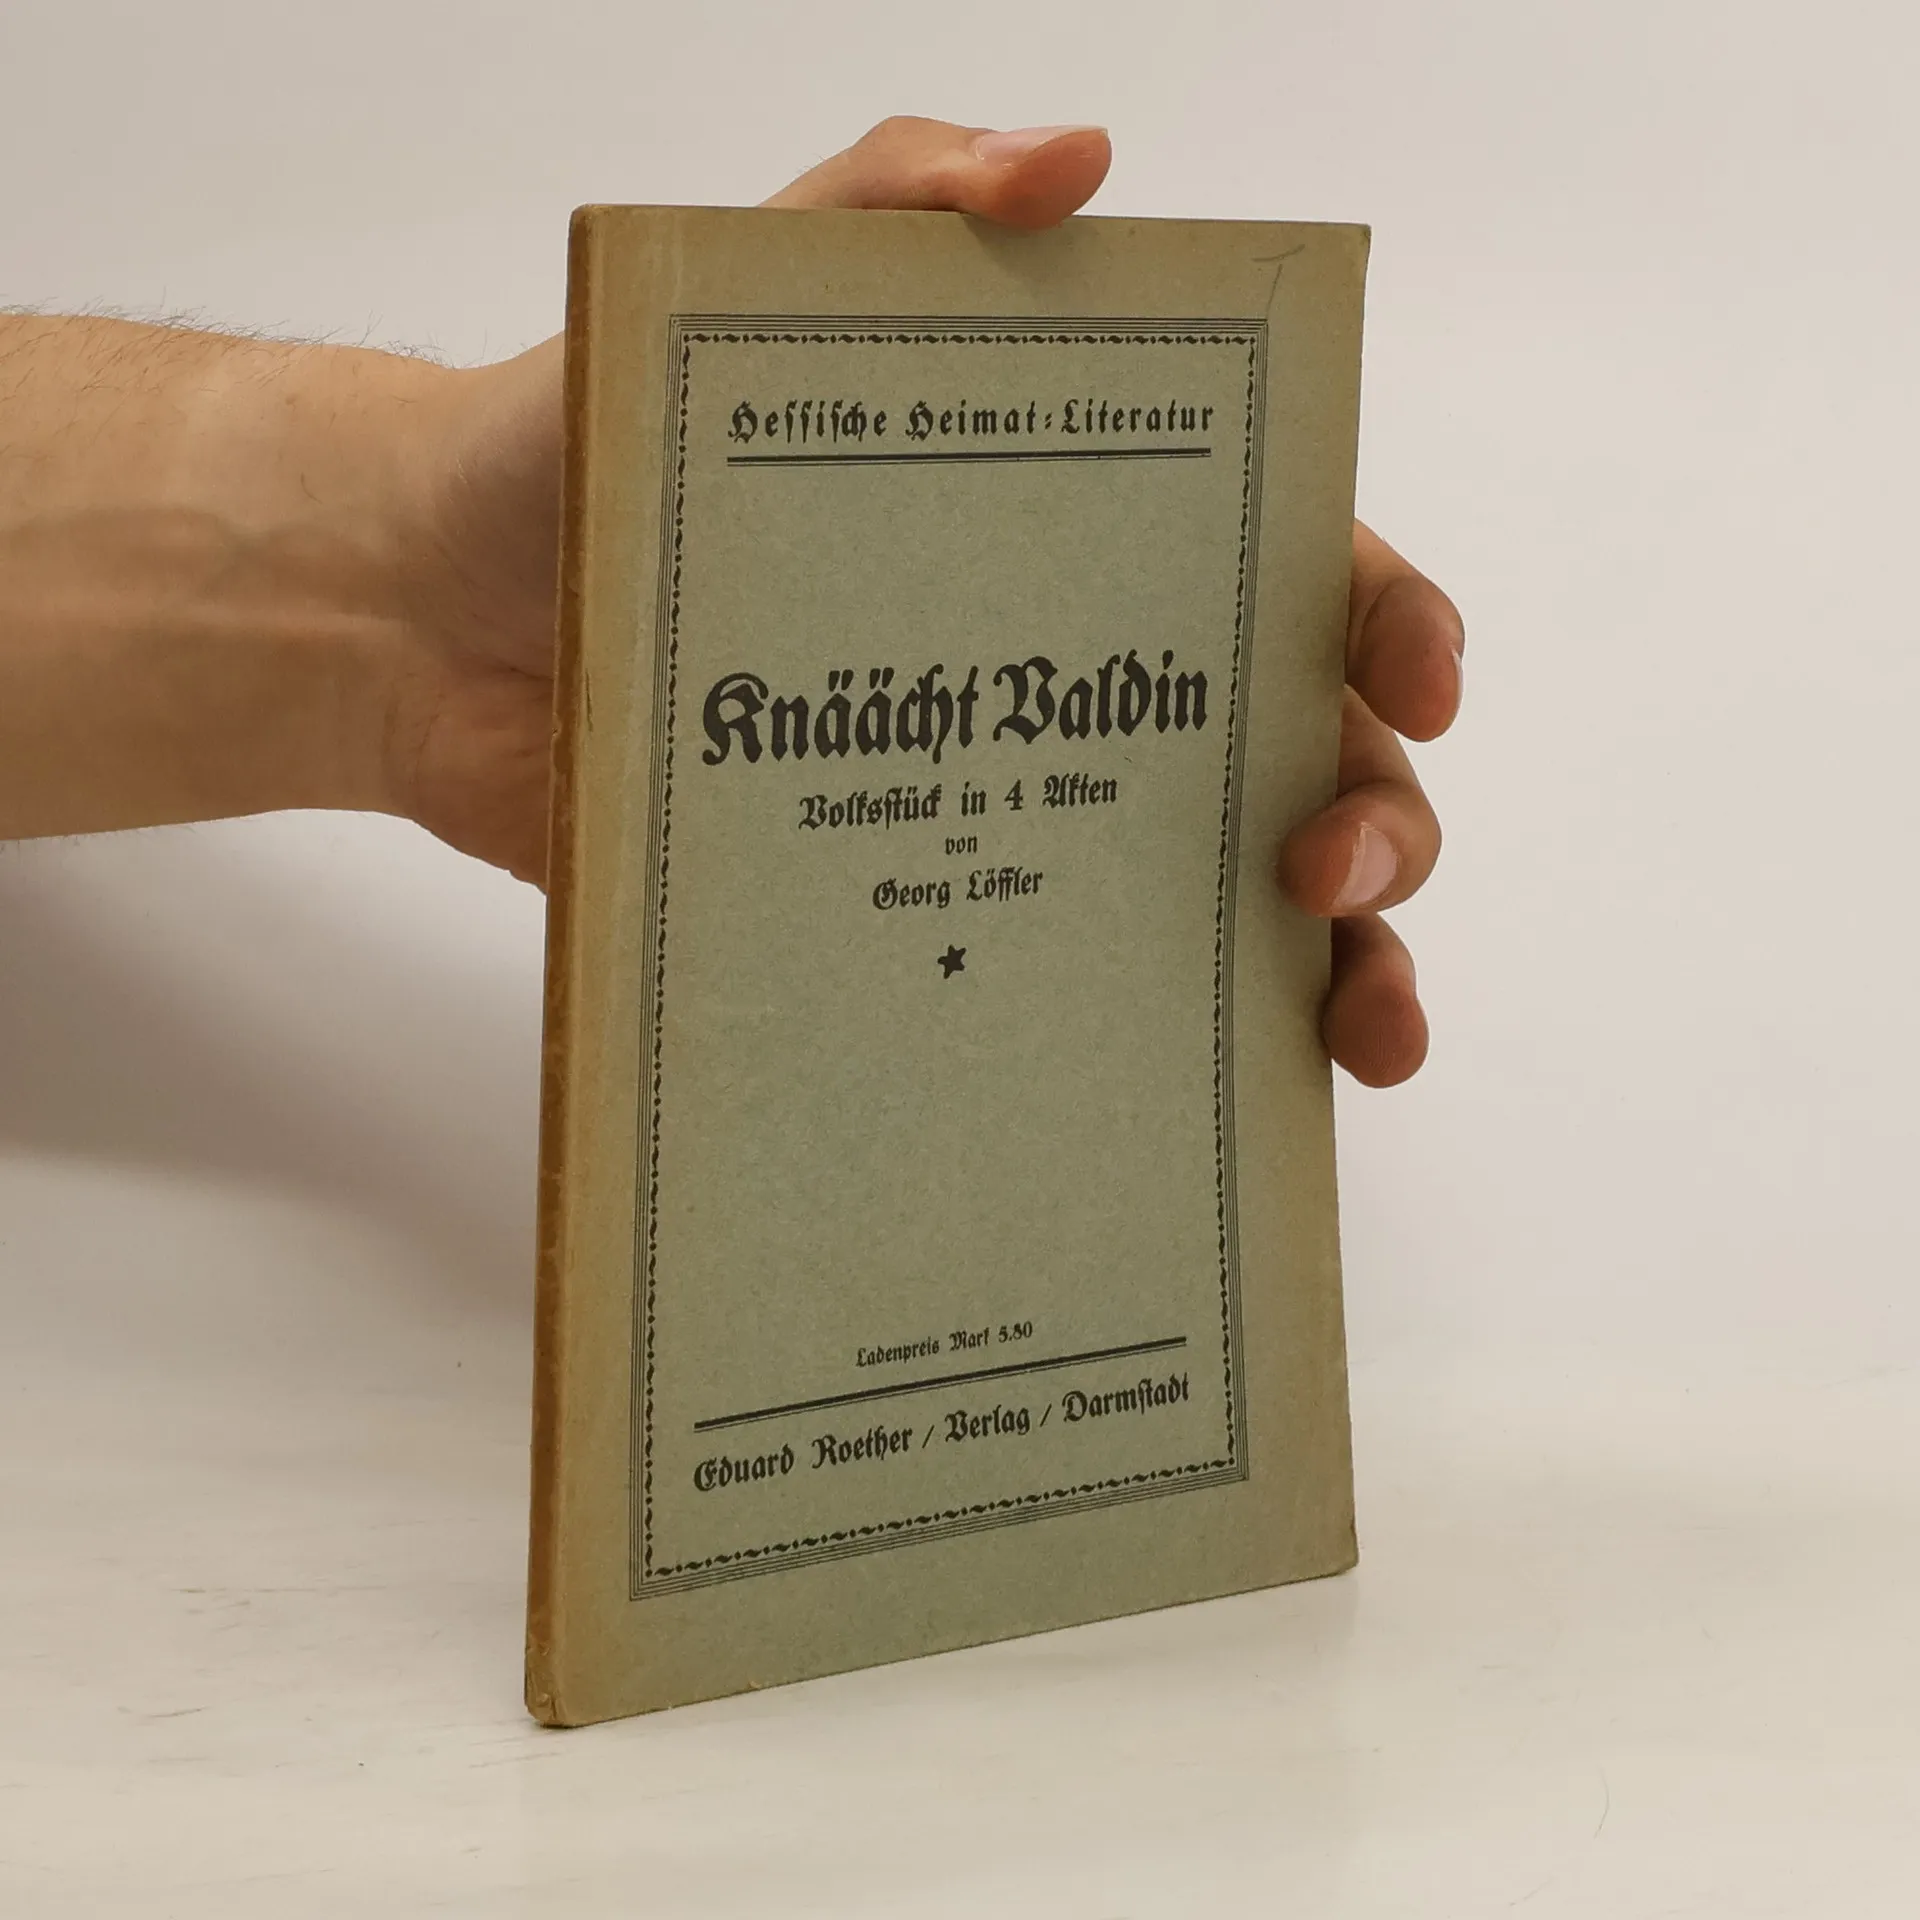 Hessische Heimat-Literatur
Knäächt Valdin
Volksstück in 4 Akten
von
Georg Löffler
Ladenpreis Mark 5.80
Eduard Roether / Verlag / Darmstadt